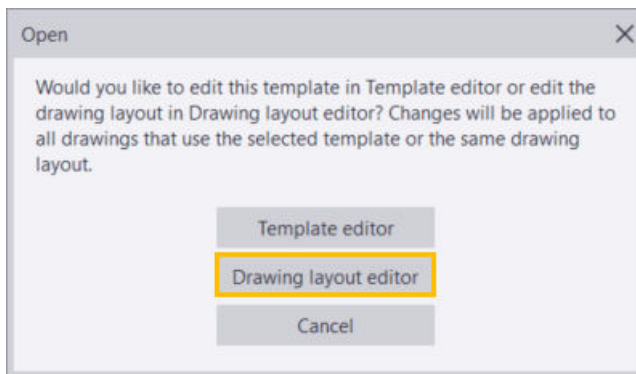 Open
Would you like to edit this template in Template editor or edit the
drawing layout in Drawing layout editor? Changes will be applied to
all drawings that use the selected template or the same drawing
layout.
Template editor
Drawing layout editor
Cancel